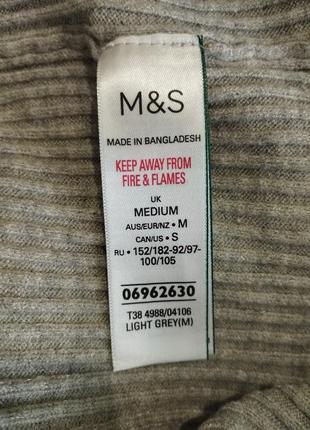 M&S
MADE IN BANGLADESH
KEEP AWAY FROM
FIRE & FLAMES
UK
MEDIUM
AUS/EUR/NZ • M
CAN/US • S
RU • 152/182-92/97-
100/105
06962630
T38 4988/04106
LIGHT GREY(M)